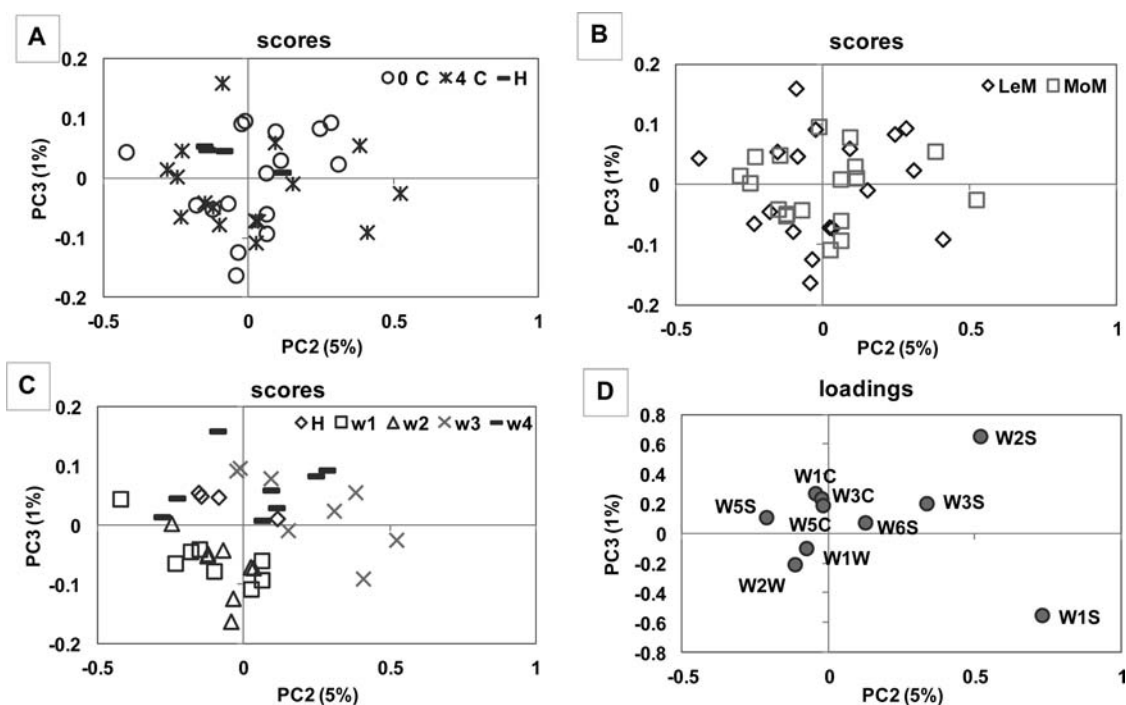 A
scores
0 C 4 C H
0.2
0.1
0
-0.1
-0.2
-0.5 0 0.5 1
PC3 (1%)
PC2 (5%)
B
scores
LeM MoM
0.2
0.1
0
-0.1
-0.2
-0.5 0 0.5 1
PC3 (1%)
PC2 (5%)
C
scores
H w1 w2 w3 w4
0.2
0.1
0
-0.1
-0.2
-0.5 0 0.5 1
PC3 (1%)
PC2 (5%)
D
loadings
0.8
0.6
0.4
0.2
0
-0.2
-0.4
-0.6
-0.8
W2S
W1C
W3C
W3S
W5S
W5C
W6S
W1W
W2W
W1S
-0.5 0 0.5 1
PC3 (1%)
PC2 (5%)